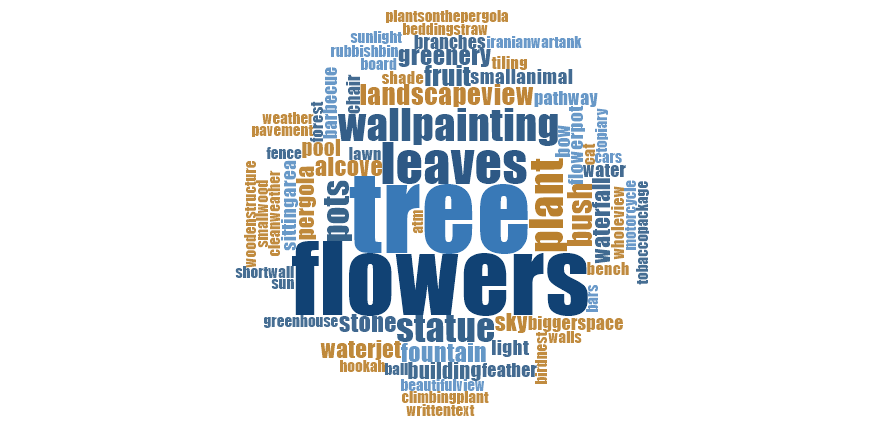 plantsonthepergola
beddingstraw
sunlight
branches
iranianwartank
rubbishbin
greenery
board
tiling
shade
fruit
smallanimal
chair
landscapeview
pathway
barbecue
forest
weather
pavement
wallpainting
bow
flowerpot
topiary
fence
pool
lawn
leaves
cat
cars
alcove
water
woodenstructure
smallwood
cleanweather
sittingarea
pergola
pots
tree
atm
plant
bush
waterfall
wholeview
motorcycle
tobaccopackage
shortwall
sun
flowers
bench
bars
greenhouse
stone
statue
sky
biggerspace
walls
waterjet
fountain
light
birdnest
hookah
ball
building
feather
beautifulview
climbingplant
writtentext